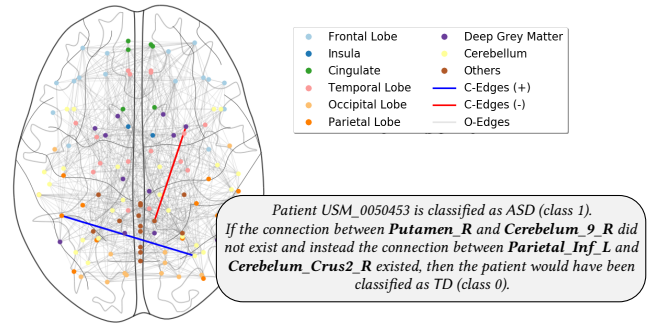 Frontal Lobe
Insula
Cingulate
Temporal Lobe
Occipital Lobe
Parietal Lobe
Deep Grey Matter
Cerebellum
Others
C-Edges (+)
C-Edges (-)
O-Edges
Patient USM_0050453 is classified as ASD (class 1).
If the connection between Putamen_R and Cerebelum_9_R did
not exist and instead the connection between Parietal_Inf_L and
Cerebelum_Crus2_R existed, then the patient would have been
classified as TD (class 0).